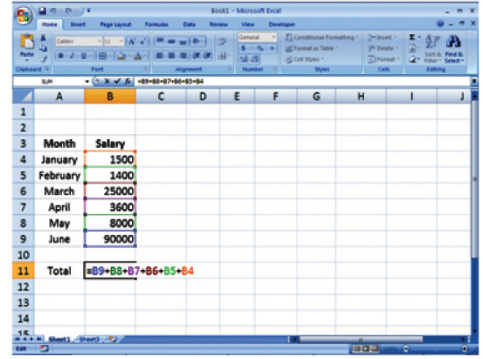 Book1 - Microsoft Excel
Home Insert Page Layout Formulas Data Review View Developer
Paste
Calibri 11
General
Conditional Formatting
Format as Table
Cell Styles
Insert
Delete
Format
Sort & Filter
Find & Select
Clipboard Font Alignment Number Styles Cells Editing
SUM =B9+B8+B7+B6+B5+B4
A B C D E F G H I J
1
2
3 Month Salary
4 January 1500
5 February 1400
6 March 25000
7 April 3600
8 May 8000
9 June 90000
10
11 Total =B9+B8+B7+B6+B5+B4
12
13
14
15
Sheet1 Sheet3
Edit